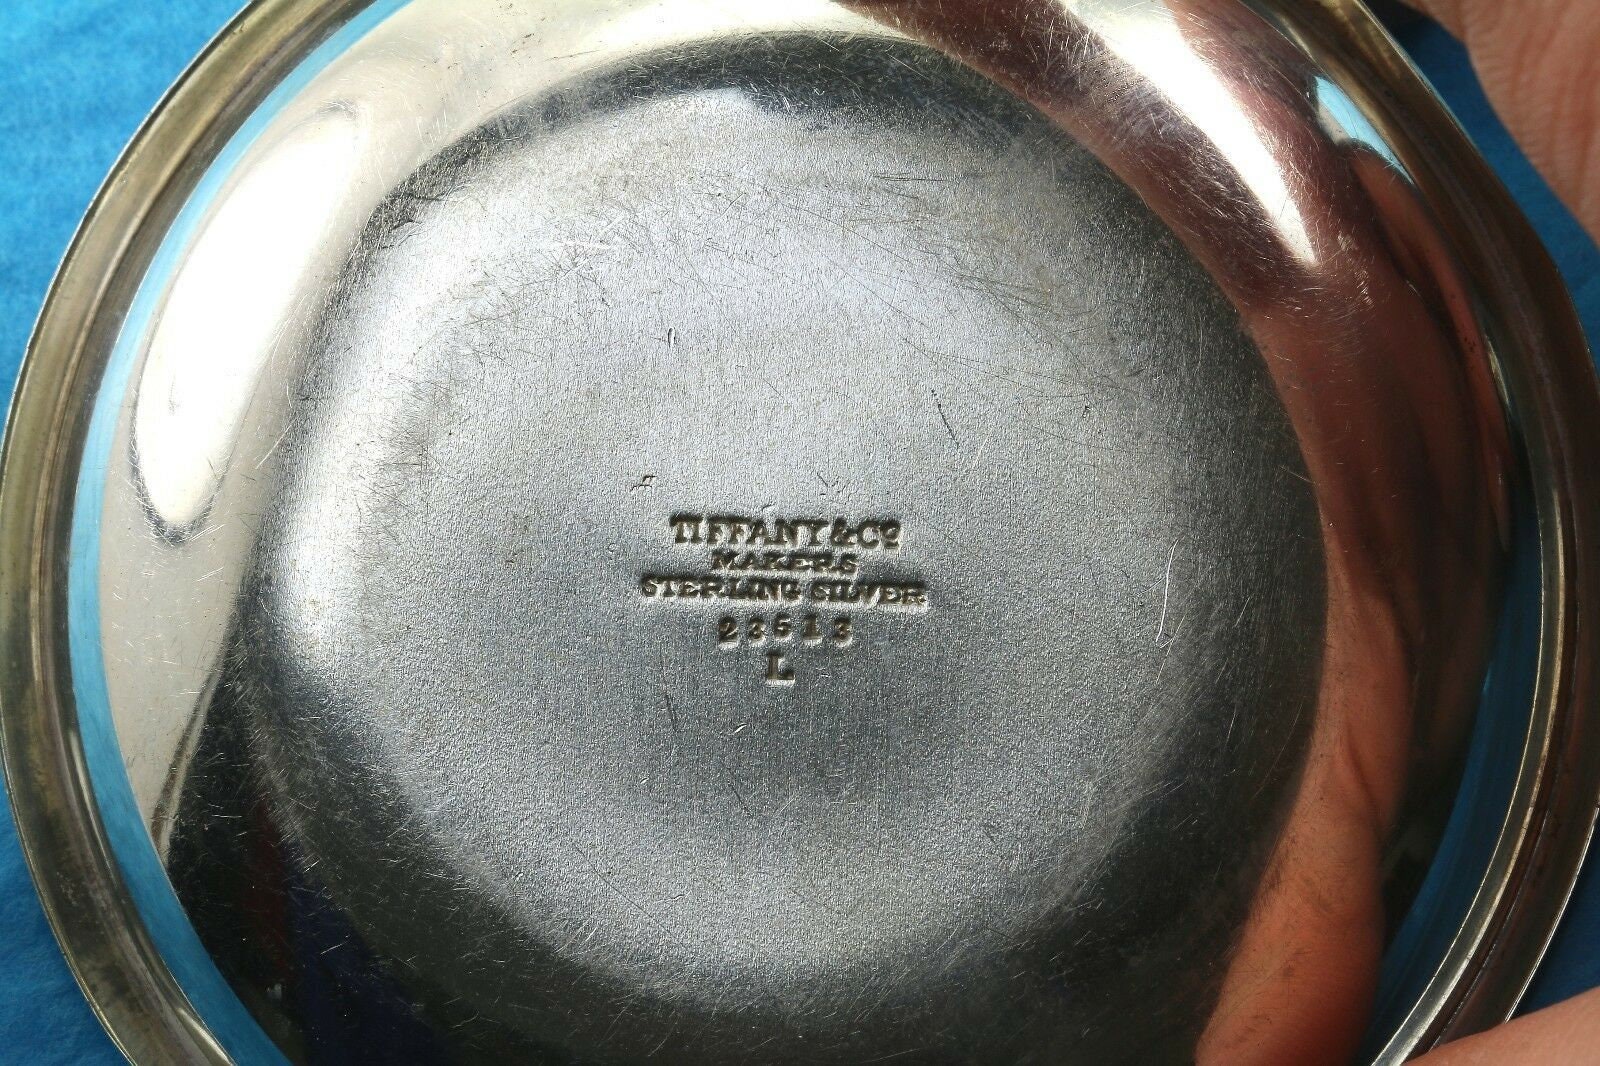 TIFFANY & Cº
MAKERS
STERLING SILVER
23513
L